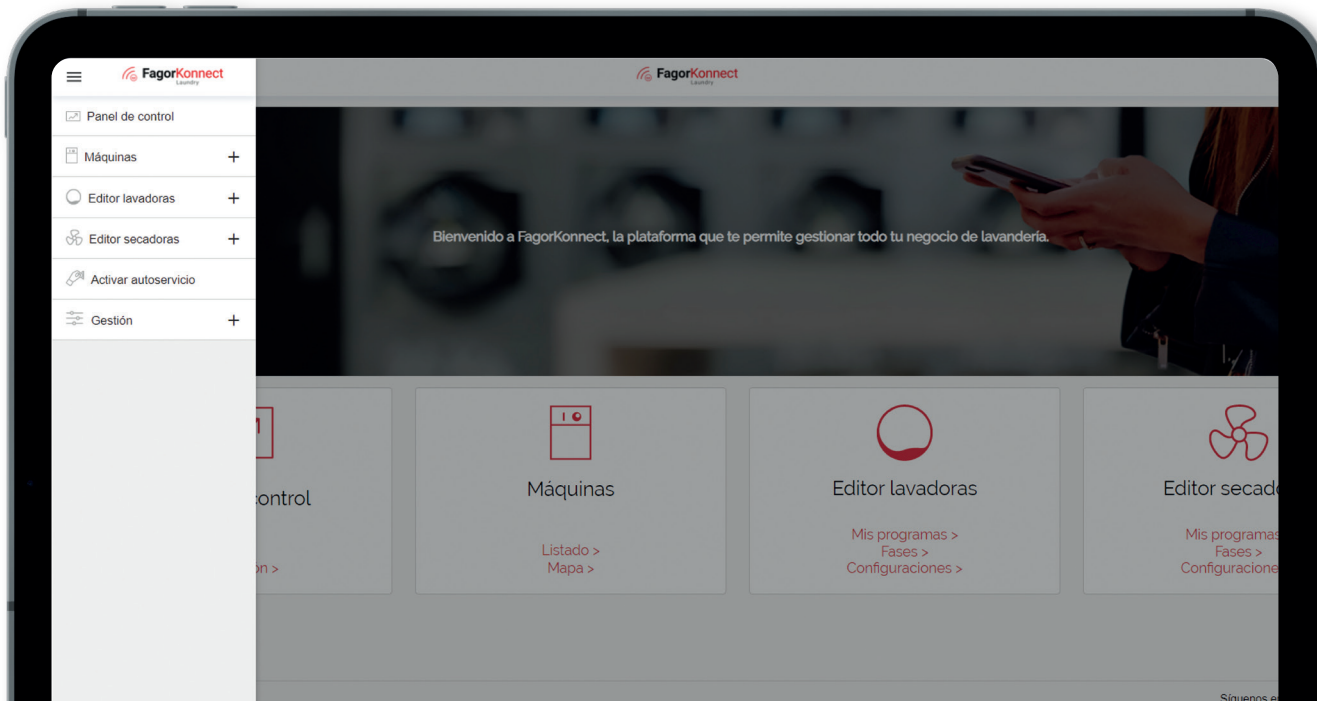 FagorKonnect
Laundry
Panel de control
Máquinas
Editor lavadoras
Editor secadoras
Activar autoservicio
Gestión
FagorKonnect
Laundry
Bienvenido a FagorKonnect, la plataforma que te permite gestionar todo tu negocio de lavandería.
control
ón >
Máquinas
Listado >
Mapa >
Editor lavadoras
Mis programas >
Fases >
Configuraciones >
Editor secado
Mis programas
Fases >
Configuracione
Síguenos e